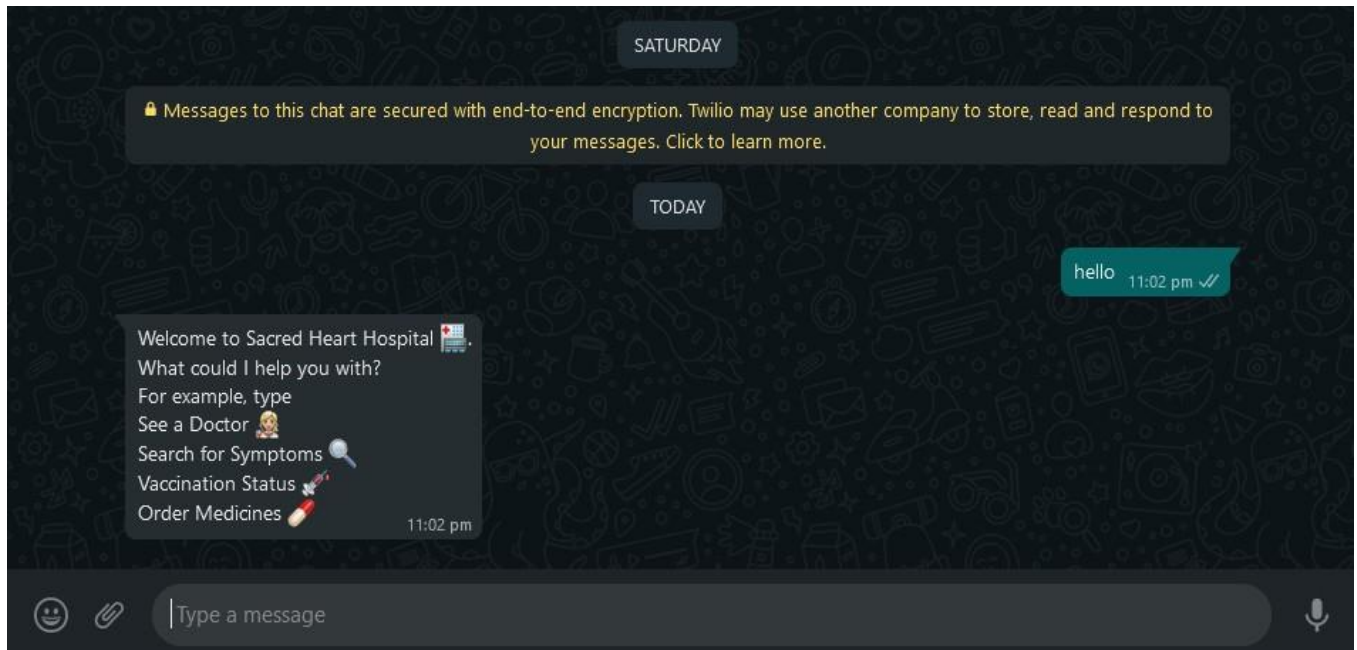 SATURDAY
🔒 Messages to this chat are secured with end-to-end encryption. Twilio may use another company to store, read and respond to
your messages. Click to learn more.
TODAY
hello 11:02 pm
Welcome to Sacred Heart Hospital 🏥.
What could I help you with?
For example, type
See a Doctor 👩🏼‍⚕️
Search for Symptoms 🔍
Vaccination Status 💉
Order Medicines 💊
11:02 pm
Type a message